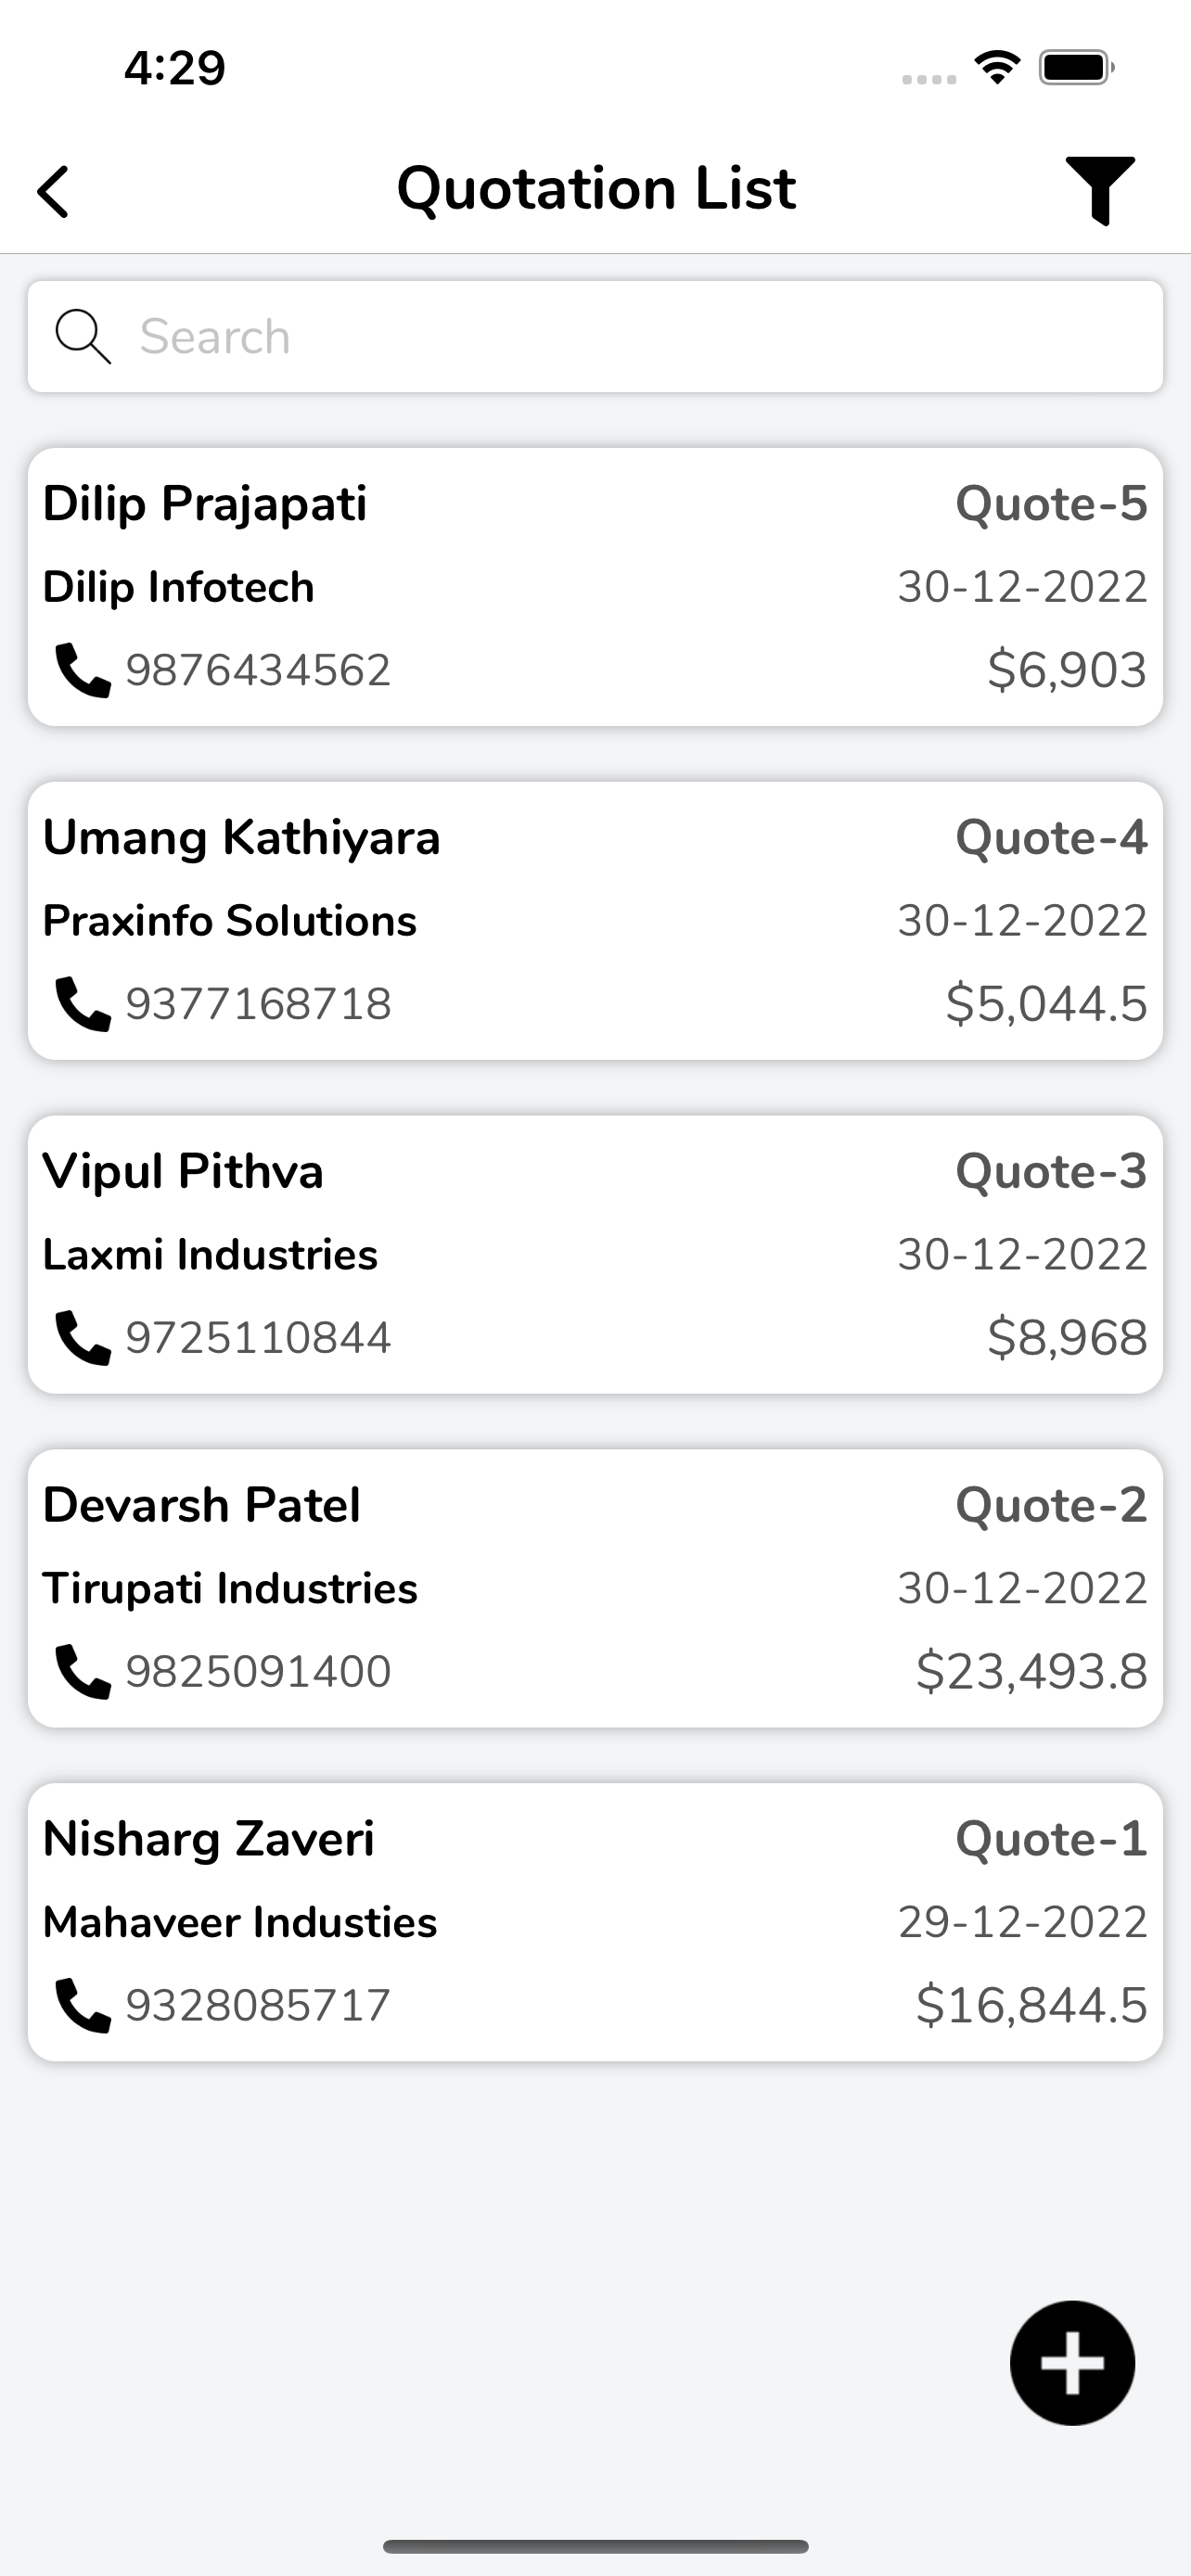 4:29
Quotation List
Search
Dilip Prajapati Quote-5
Dilip Infotech 30-12-2022
9876434562 $6,903
Umang Kathiyara Quote-4
Praxinfo Solutions 30-12-2022
9377168718 $5,044.5
Vipul Pithva Quote-3
Laxmi Industries 30-12-2022
9725110844 $8,968
Devarsh Patel Quote-2
Tirupati Industries 30-12-2022
9825091400 $23,493.8
Nisharg Zaveri Quote-1
Mahaveer Industies 29-12-2022
9328085717 $16,844.5